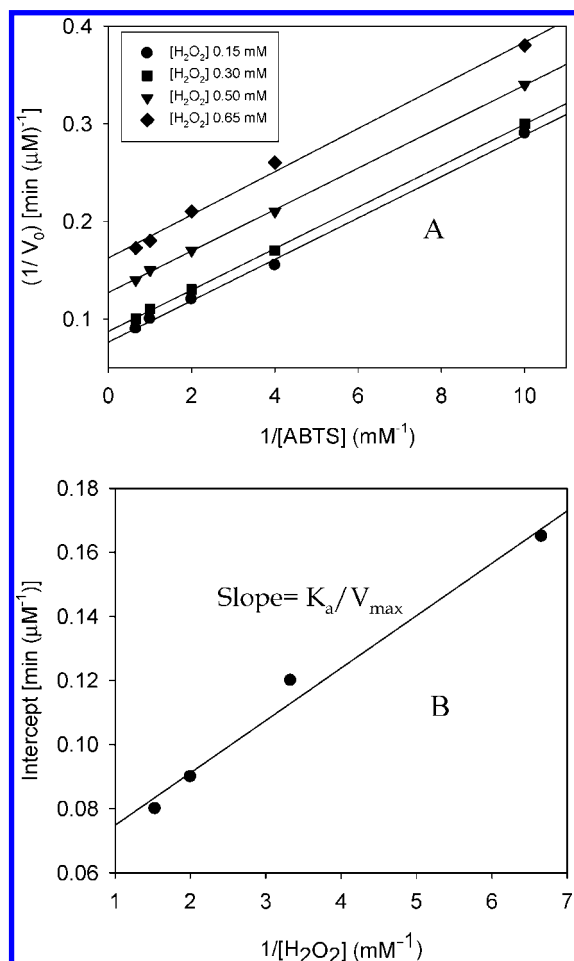 0.4
[H₂O₂] 0.15 mM
[H₂O₂] 0.30 mM
[H₂O₂] 0.50 mM
[H₂O₂] 0.65 mM
0.3
0.2
0.1
(1/ V₀) [min (μM)⁻¹]
A
0 2 4 6 8 10
1/[ABTS] (mM⁻¹)
0.18
0.16
0.14
0.12
0.10
0.08
0.06
Intercept [min (μM⁻¹)]
Slope= Kₐ/Vₘₐₓ
B
1 2 3 4 5 6 7
1/[H₂O₂] (mM⁻¹)